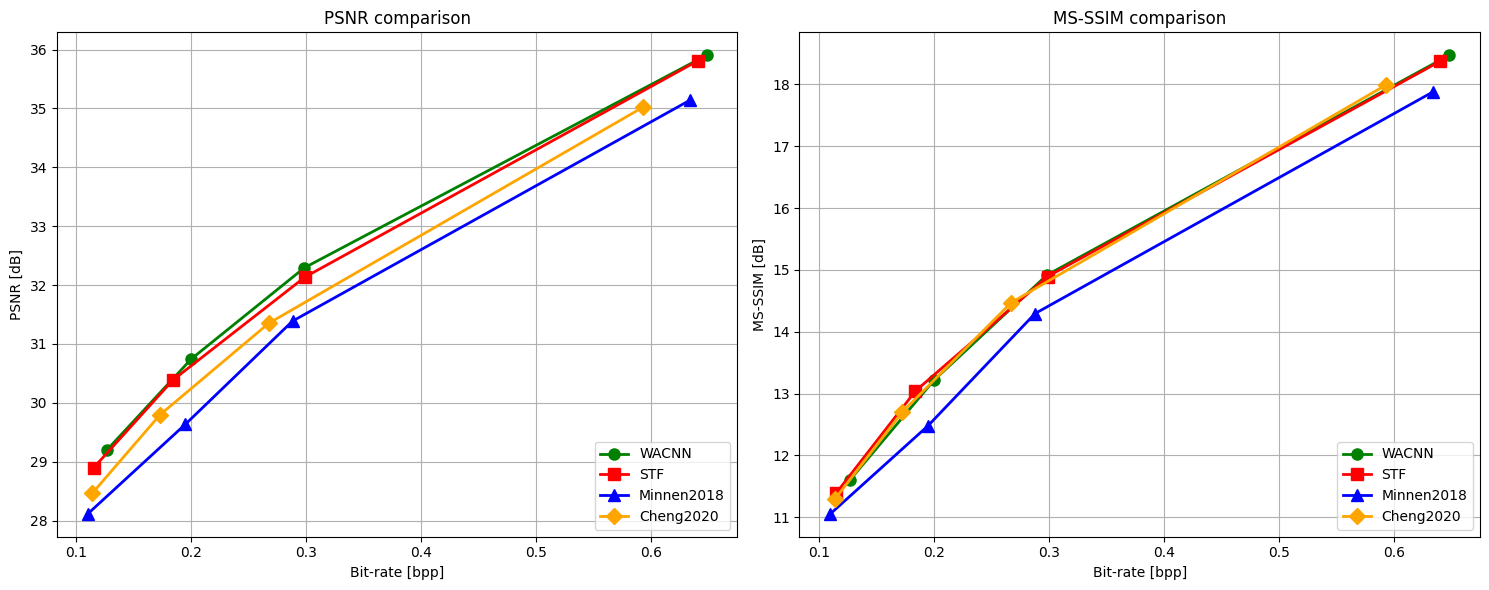 PSNR comparison
PSNR [dB]
36
35
34
33
32
31
30
29
28
0.1 0.2 0.3 0.4 0.5 0.6
Bit-rate [bpp]
WACNN
STF
Minnen2018
Cheng2020
MS-SSIM comparison
MS-SSIM [dB]
18
17
16
15
14
13
12
11
0.1 0.2 0.3 0.4 0.5 0.6
Bit-rate [bpp]
WACNN
STF
Minnen2018
Cheng2020